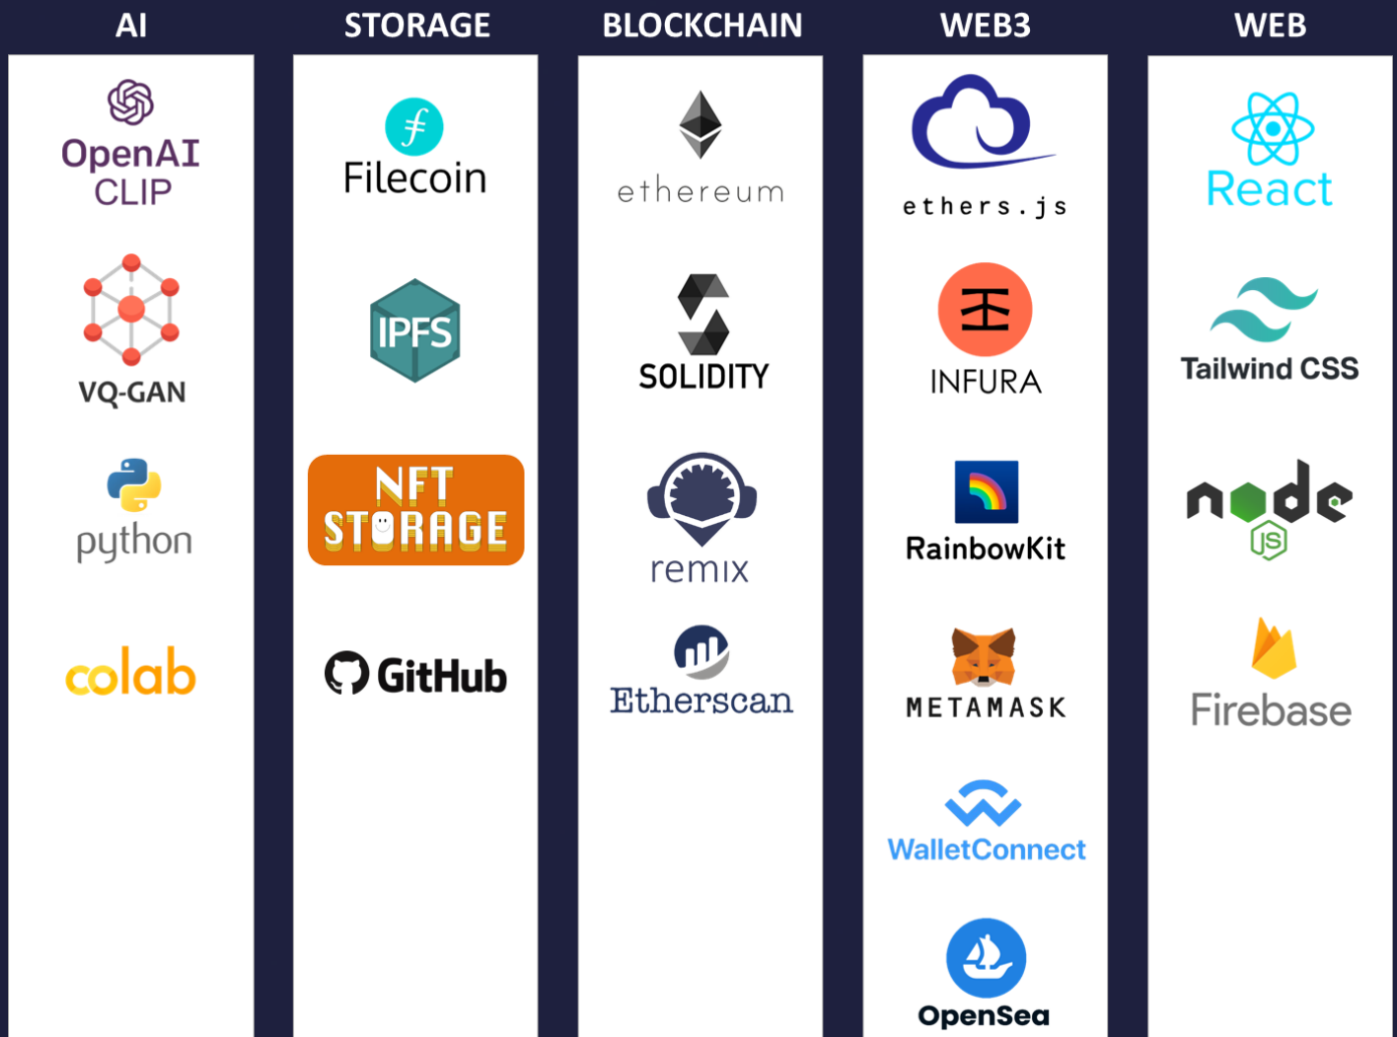 AI
OpenAI
CLIP
VQ-GAN
python
colab
STORAGE
Filecoin
IPFS
NFT
STORAGE
GitHub
BLOCKCHAIN
ethereum
SOLIDITY
remix
Etherscan
WEB3
ethers.js
INFURA
RainbowKit
METAMASK
WalletConnect
OpenSea
WEB
React
Tailwind CSS
node
JS
Firebase